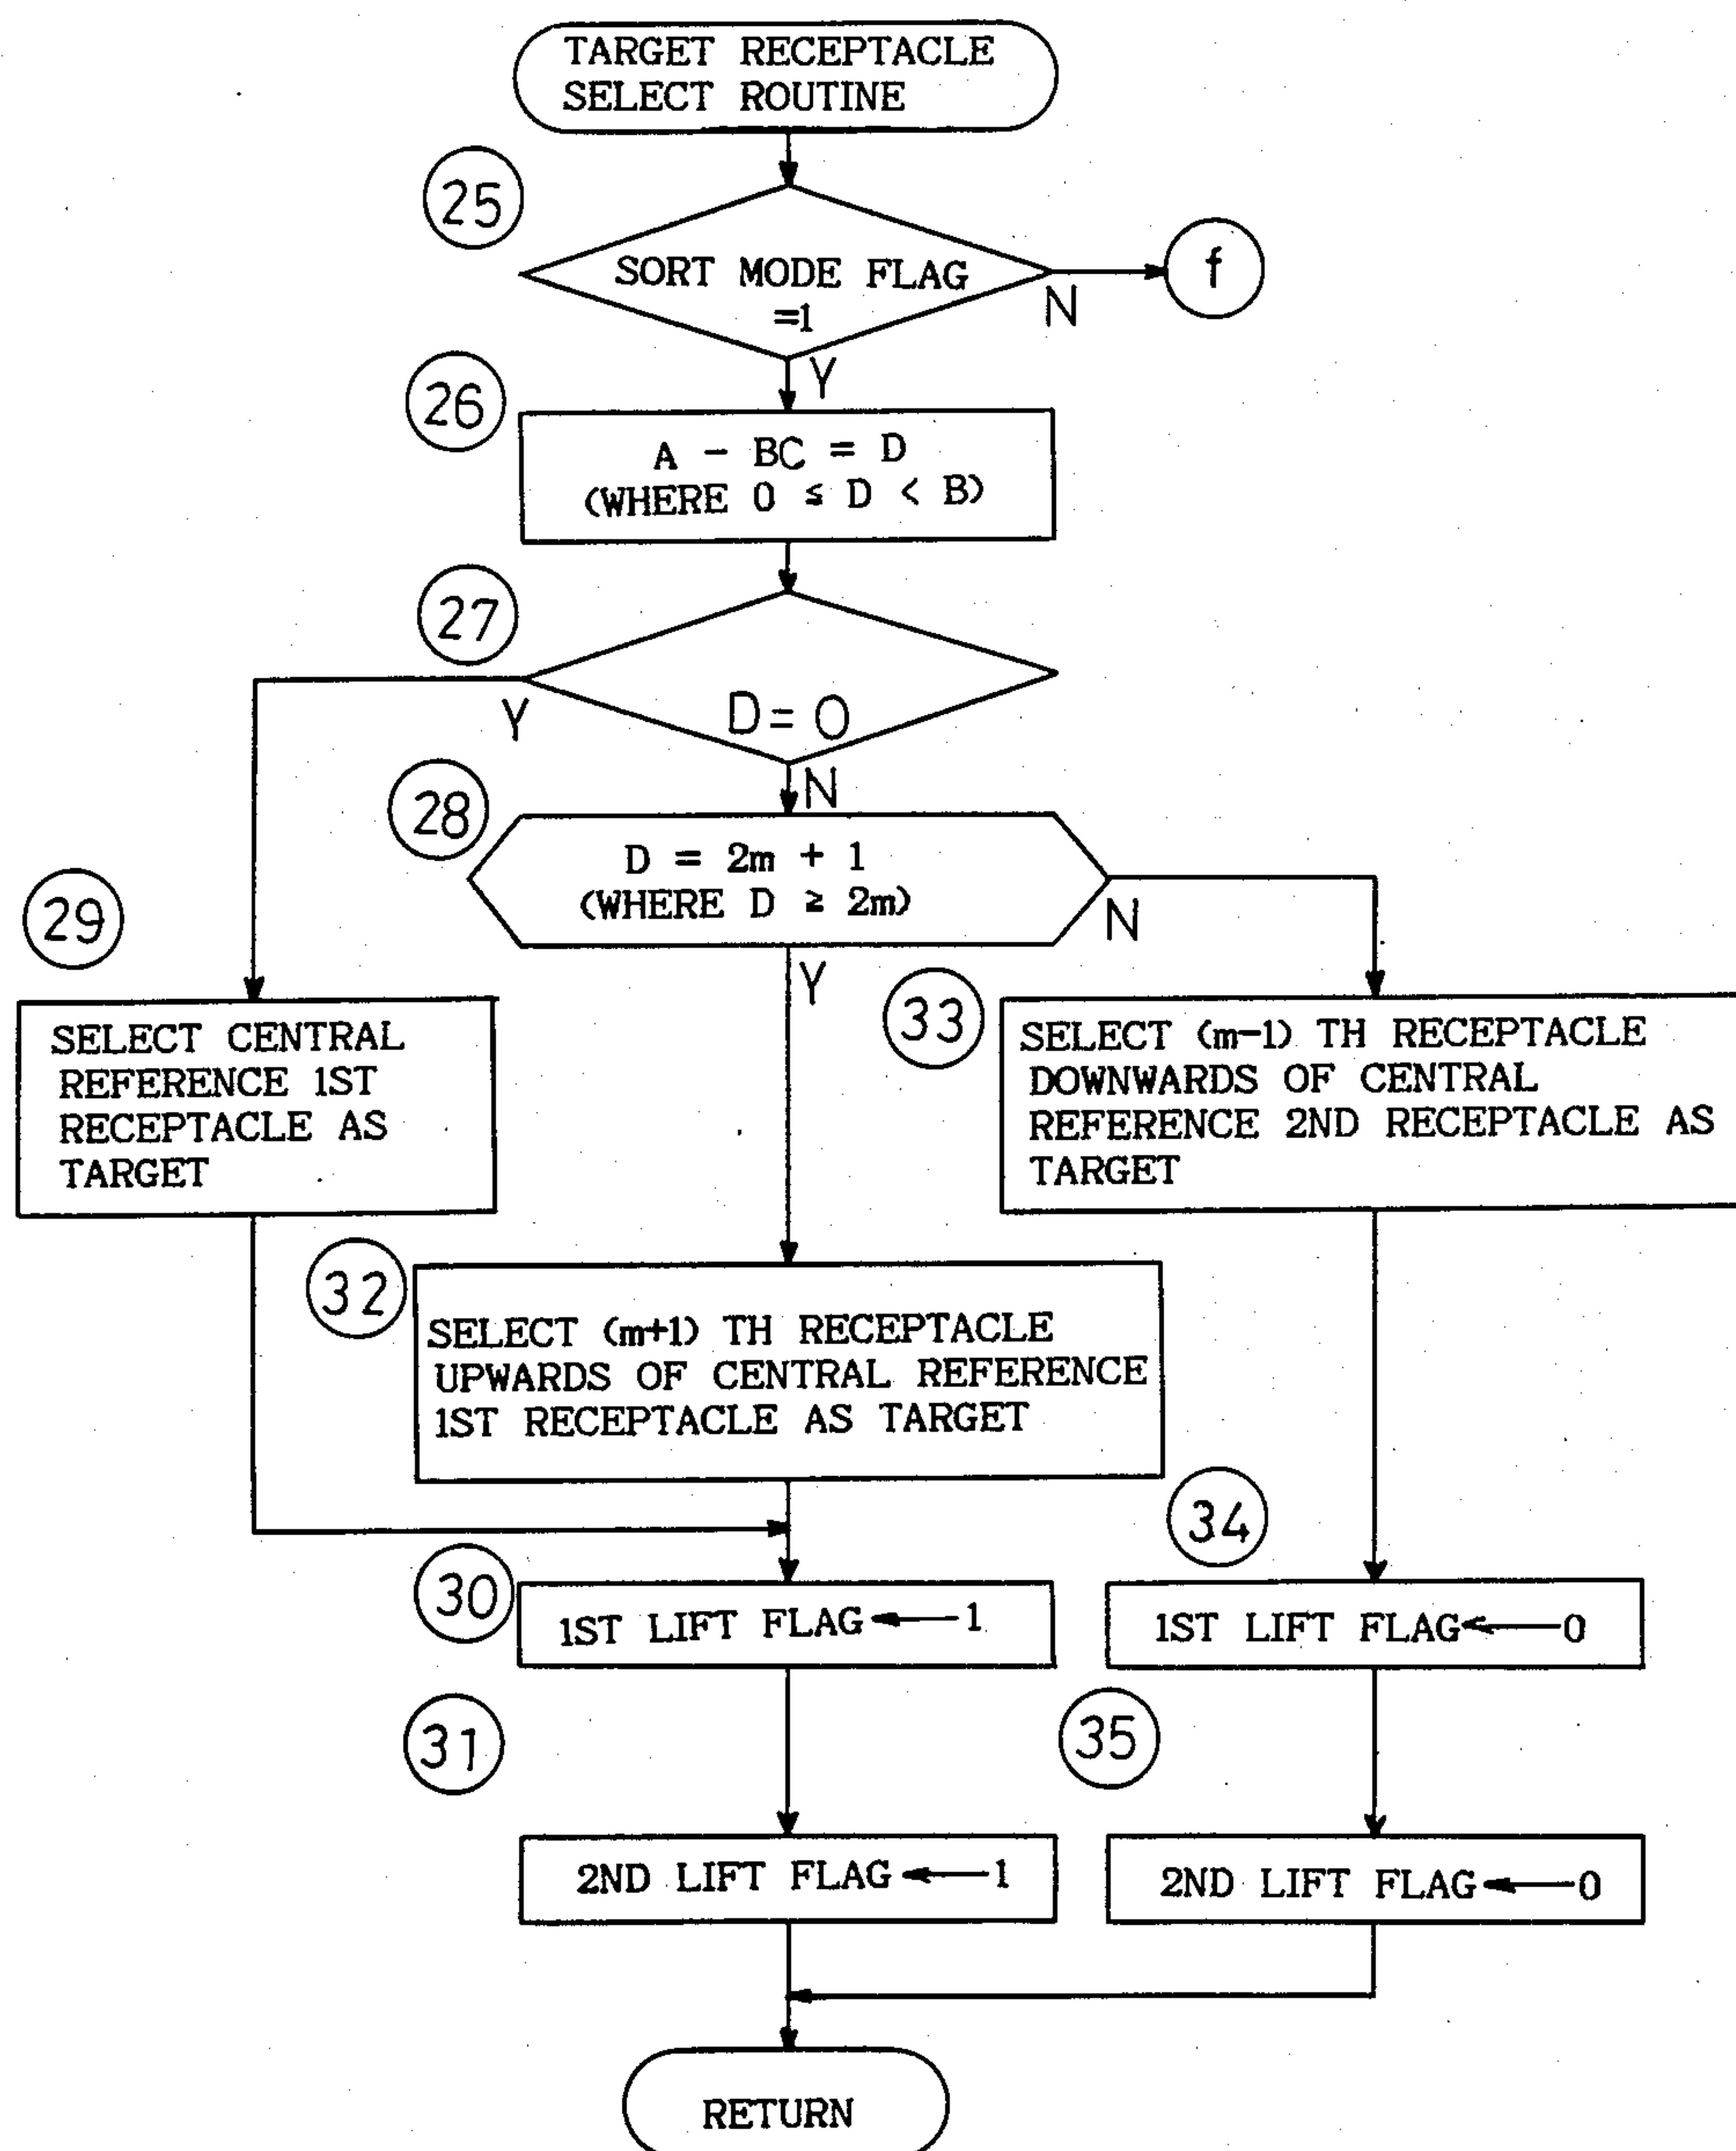 TARGET RECEPTACLE
SELECT ROUTINE
25
SORT MODE FLAG
=1
N
f
Y
26
A - BC = D
(WHERE 0 ≤ D < B)
27
D = 0
Y
N
28
D = 2m + 1
(WHERE D ≥ 2m)
N
Y
29
SELECT CENTRAL
REFERENCE 1ST
RECEPTACLE AS
TARGET
33
SELECT (m-1) TH RECEPTACLE
DOWNWARDS OF CENTRAL
REFERENCE 2ND RECEPTACLE AS
TARGET
32
SELECT (m+1) TH RECEPTACLE
UPWARDS OF CENTRAL REFERENCE
1ST RECEPTACLE AS TARGET
30
1ST LIFT FLAG ← 1
34
1ST LIFT FLAG ← 0
31
2ND LIFT FLAG ← 1
35
2ND LIFT FLAG ← 0
RETURN